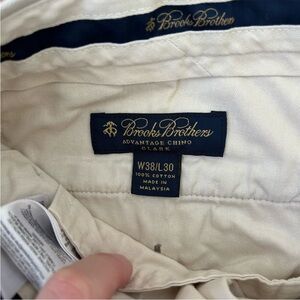 Brooks Brothers
Brooks Brothers
ADVANTAGE CHINO
CLARK
W38/L30
100% COTTON
MADE IN
MALAYSIA